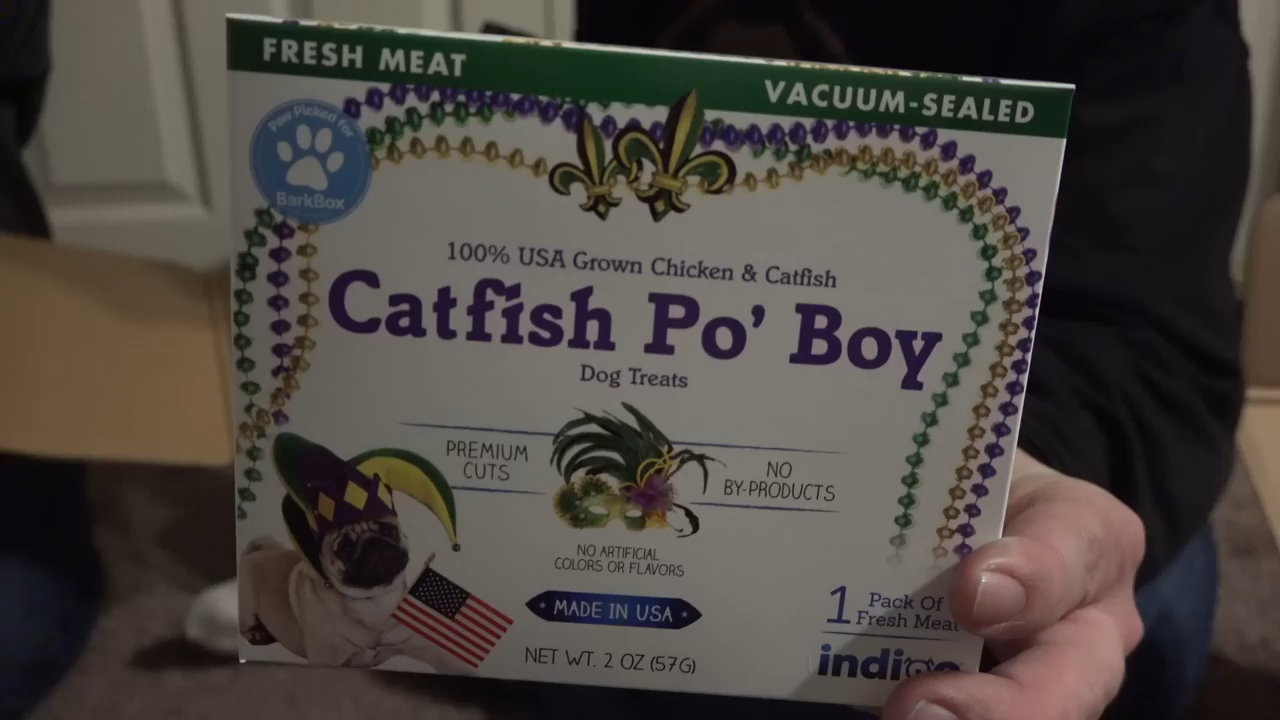 FRESH MEAT
VACUUM-SEALED
Paw Picked for
BarkBox
100% USA Grown Chicken & Catfish
Catfish Po' Boy
Dog Treats
PREMIUM
CUTS
NO
BY-PRODUCTS
NO ARTIFICIAL
COLORS OR FLAVORS
MADE IN USA
1 Pack Of
Fresh Meat
NET WT. 2 OZ (57G)